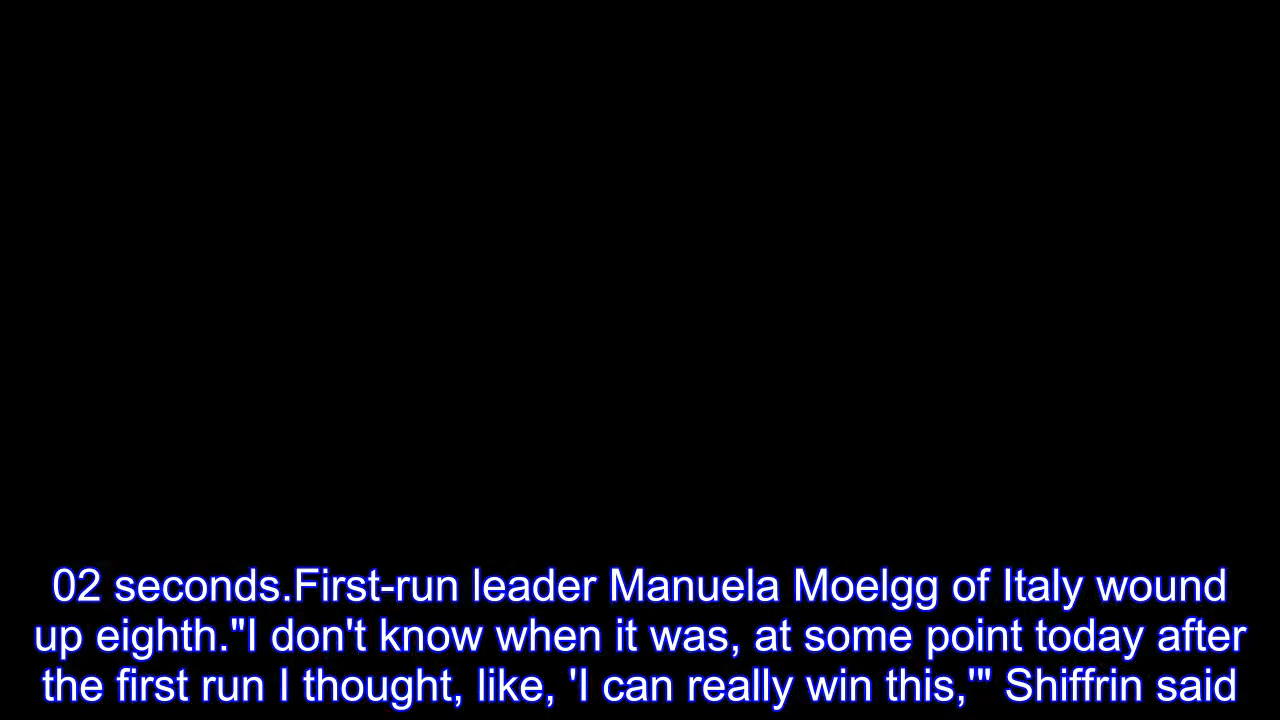 02 seconds.First-run leader Manuela Moelgg of Italy wound
up eighth."I don't know when it was, at some point today after
the first run I thought, like, 'I can really win this,'" Shiffrin said